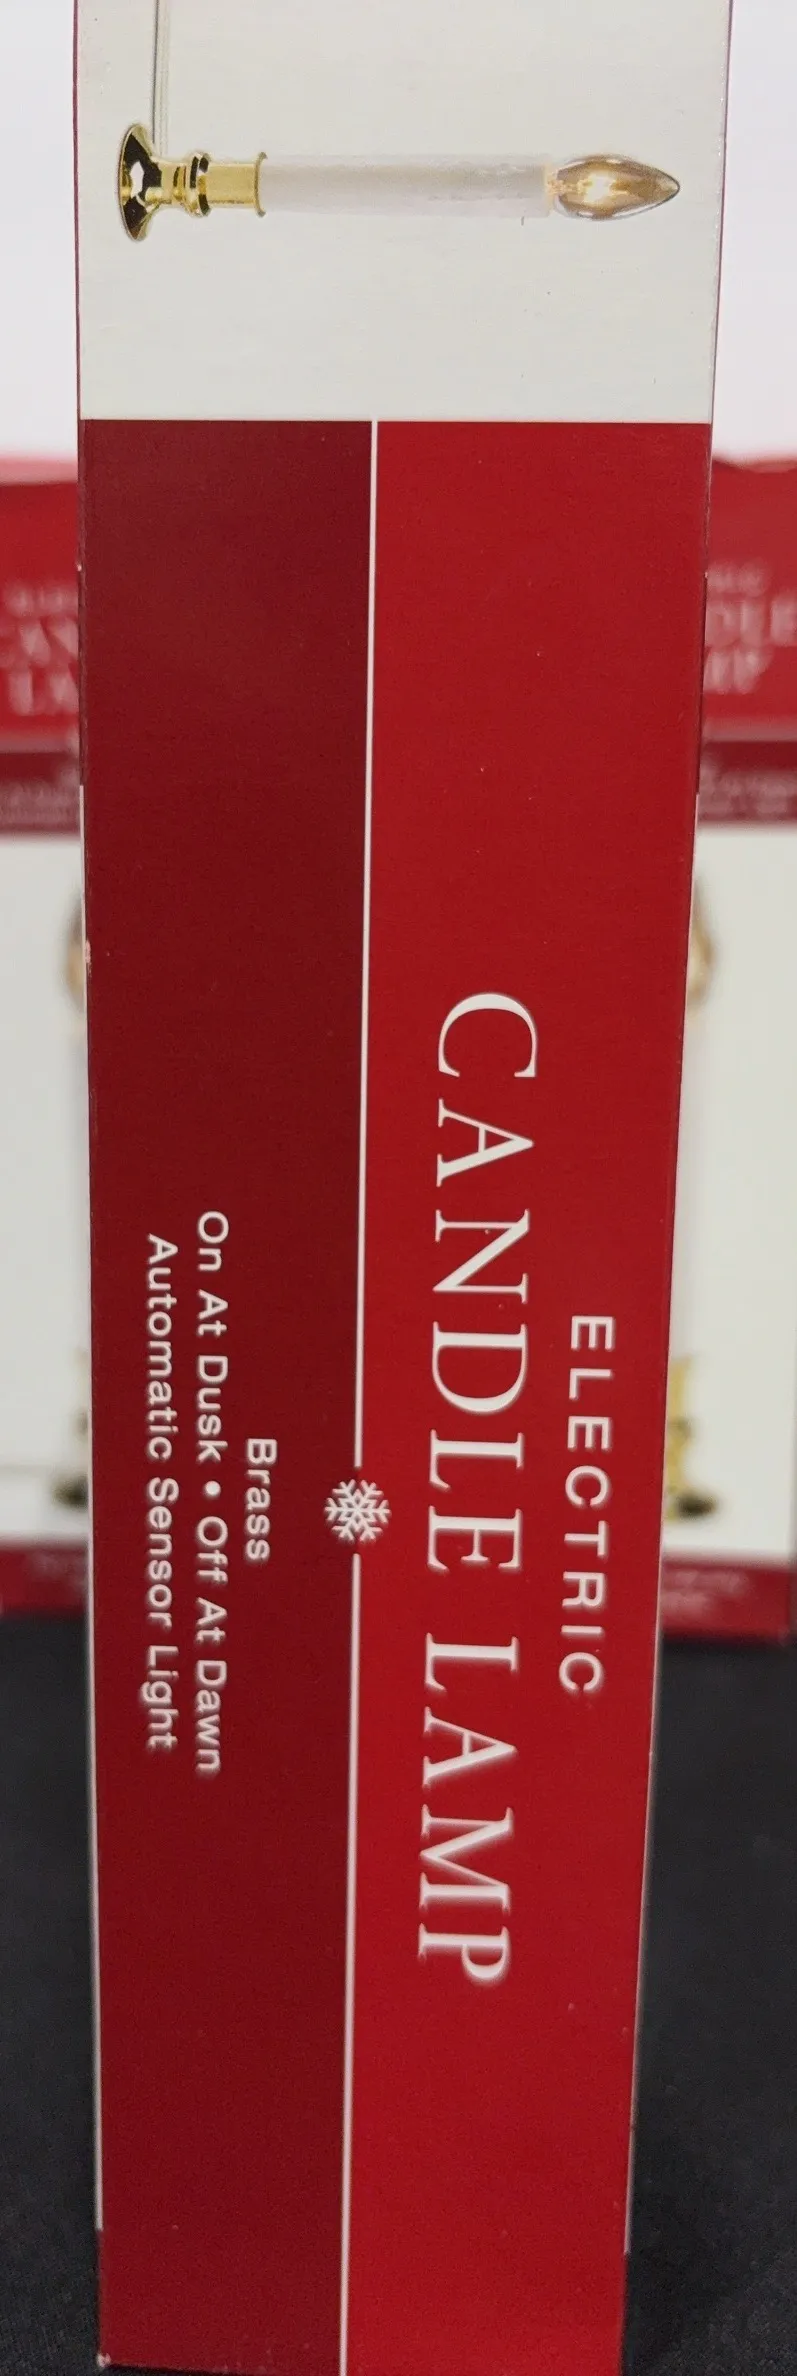 ELECTRIC
CANDLE LAMP
Brass
On At Dusk • Off At Dawn
Automatic Sensor Light